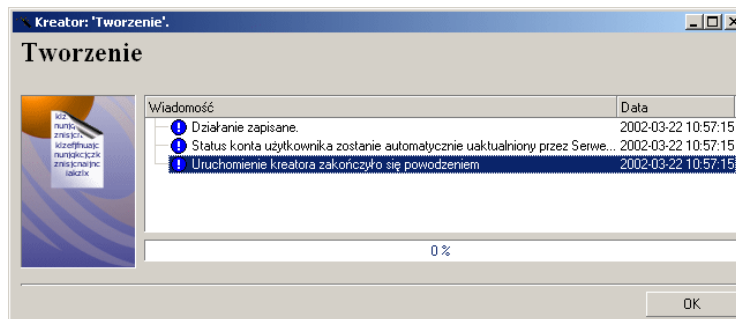 Kreator: 'Tworzenie'.
Tworzenie
Wiadomość Data
Działanie zapisane. 2002-03-22 10:57:15
Status konta użytkownika zostanie automatycznie uaktualniony przez Serwe... 2002-03-22 10:57:15
Uruchomienie kreatora zakończyło się powodzeniem 2002-03-22 10:57:15
0 %
OK